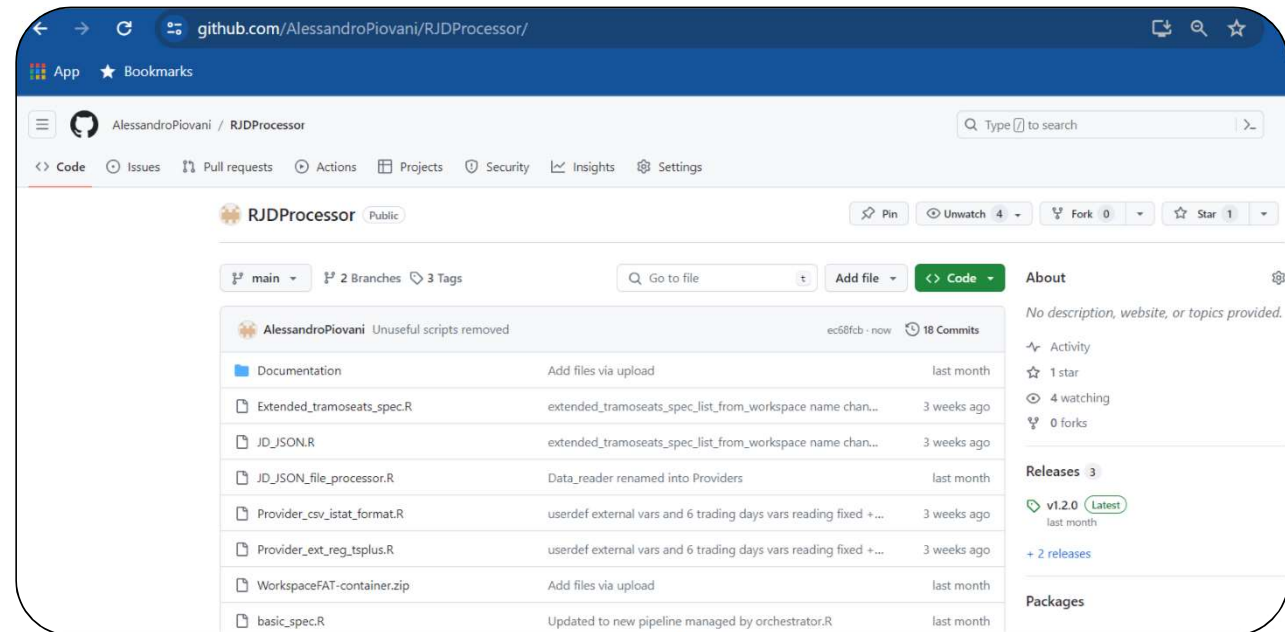 github.com/AlessandroPiovani/RJDProcessor/
App Bookmarks
AlessandroPiovani / RJDProcessor
Type / to search
Code Issues Pull requests Actions Projects Security Insights Settings
RJDProcessor Public
Pin Unwatch 4 Fork 0 Star 1
main 2 Branches 3 Tags
Go to file t
Add file
<> Code
AlessandroPiovani Unuseful scripts removed ec68fcb · now 18 Commits
Documentation Add files via upload last month
Extended_tramoseats_spec.R extended_tramoseats_spec_list_from_workspace name chan... 3 weeks ago
JD_JSON.R extended_tramoseats_spec_list_from_workspace name chan... 3 weeks ago
JD_JSON_file_processor.R Data_reader renamed into Providers last month
Provider_csv_istat_format.R userdef external vars and 6 trading days vars reading fixed +... 3 weeks ago
Provider_ext_reg_tsplus.R userdef external vars and 6 trading days vars reading fixed +... 3 weeks ago
WorkspaceFAT-container.zip Add files via upload last month
basic_spec.R Updated to new pipeline managed by orchestrator.R last month
About
No description, website, or topics provided.
Activity
1 star
4 watching
0 forks
Releases 3
v1.2.0 Latest
last month
+ 2 releases
Packages